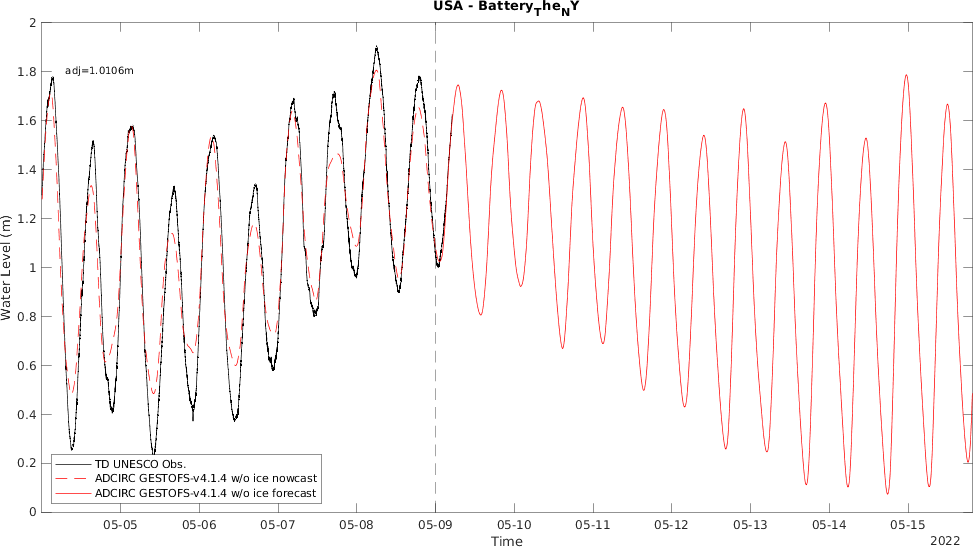 USA - Battery_The_NY
2
1.8
1.6
1.4
1.2
1
0.8
0.6
0.4
0.2
0
Water Level (m)
adj=1.0106m
TD UNESCO Obs.
ADCIRC GESTOFS-v4.1.4 w/o ice nowcast
ADCIRC GESTOFS-v4.1.4 w/o ice forecast
05-05 05-06 05-07 05-08 05-09 05-10 05-11 05-12 05-13 05-14 05-15
Time
2022